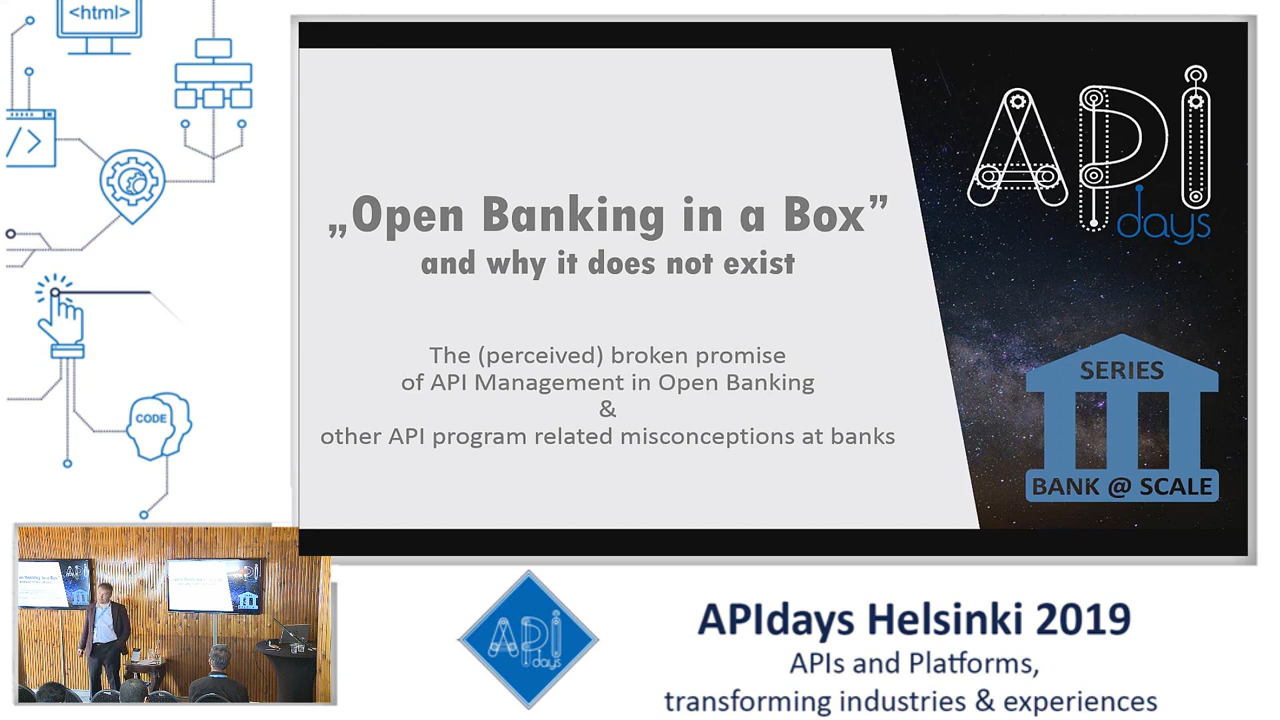 <html>
</>
CODE
„Open Banking in a Box”
and why it does not exist
The (perceived) broken promise
of API Management in Open Banking
&
other API program related misconceptions at banks
API
days
SERIES
BANK @ SCALE
API
days
APIdays Helsinki 2019
APIs and Platforms,
transforming industries & experiences